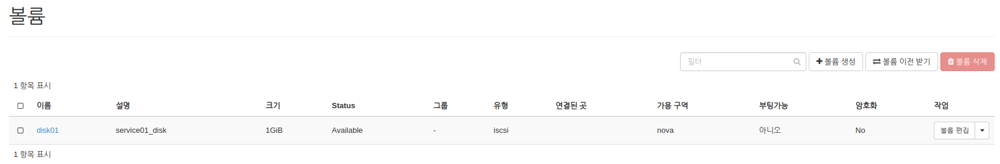 볼륨
필터 볼륨 생성 볼륨 이전 받기 볼륨 삭제
1 항목 표시
이름 설명 크기 Status 그룹 유형 연결된 곳 가용 구역 부팅가능 암호화 작업
disk01 service01_disk 1GiB Available - iscsi nova 아니오 No 볼륨 편집
1 항목 표시